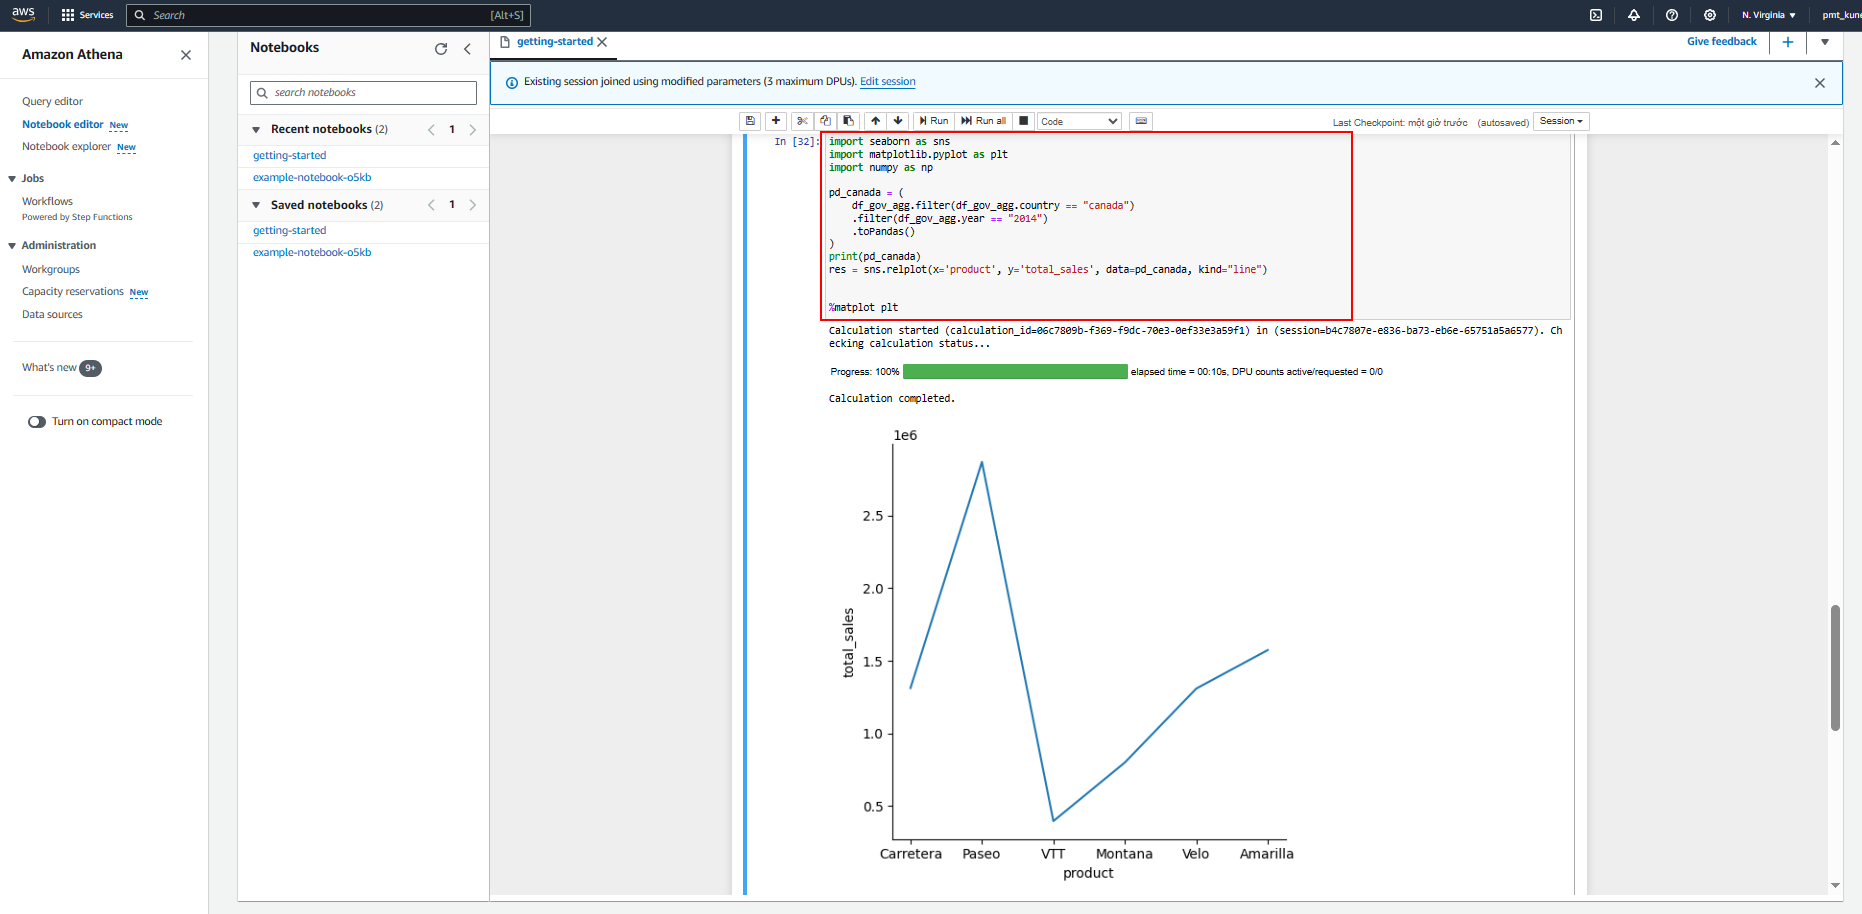 aws Services Search [Alt+S] N. Virginia ▼ pmt_kune
Amazon Athena
Query editor
Notebook editor New
Notebook explorer New
Jobs
Workflows
Powered by Step Functions
Administration
Workgroups
Capacity reservations New
Data sources
What's new 9+
Turn on compact mode
Notebooks
search notebooks
Recent notebooks (2) 1
getting-started
example-notebook-o5kb
Saved notebooks (2) 1
getting-started
example-notebook-o5kb
getting-started Give feedback
Existing session joined using modified parameters (3 maximum DPUs). Edit session
Run Run all Code Last Checkpoint: một giờ trước (autosaved) Session
In [32]:
import seaborn as sns
import matplotlib.pyplot as plt
import numpy as np
pd_canada = (
df_gov_agg.filter(df_gov_agg.country == "canada")
.filter(df_gov_agg.year == "2014")
.toPandas()
)
print(pd_canada)
res = sns.relplot(x='product', y='total_sales', data=pd_canada, kind="line")
%matplot plt
Calculation started (calculation_id=06c7809b-f369-f9dc-70e3-0ef33e3a59f1) in (session=b4c7807e-e836-ba73-eb6e-65751a5a6577). Ch
ecking calculation status...
Progress: 100% elapsed time = 00:10s, DPU counts active/requested = 0/0
Calculation completed.
1e6
2.5
2.0
1.5
1.0
0.5
total_sales
Carretera Paseo VTT Montana Velo Amarilla
product